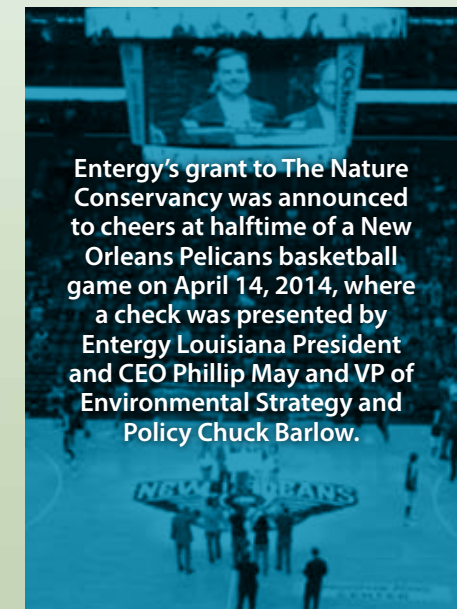 Entergy’s grant to The Nature
Conservancy was announced
to cheers at halftime of a New
Orleans Pelicans basketball
game on April 14, 2014, where
a check was presented by
Entergy Louisiana President
and CEO Phillip May and VP of
Environmental Strategy and
Policy Chuck Barlow.
NEW ORLEANS